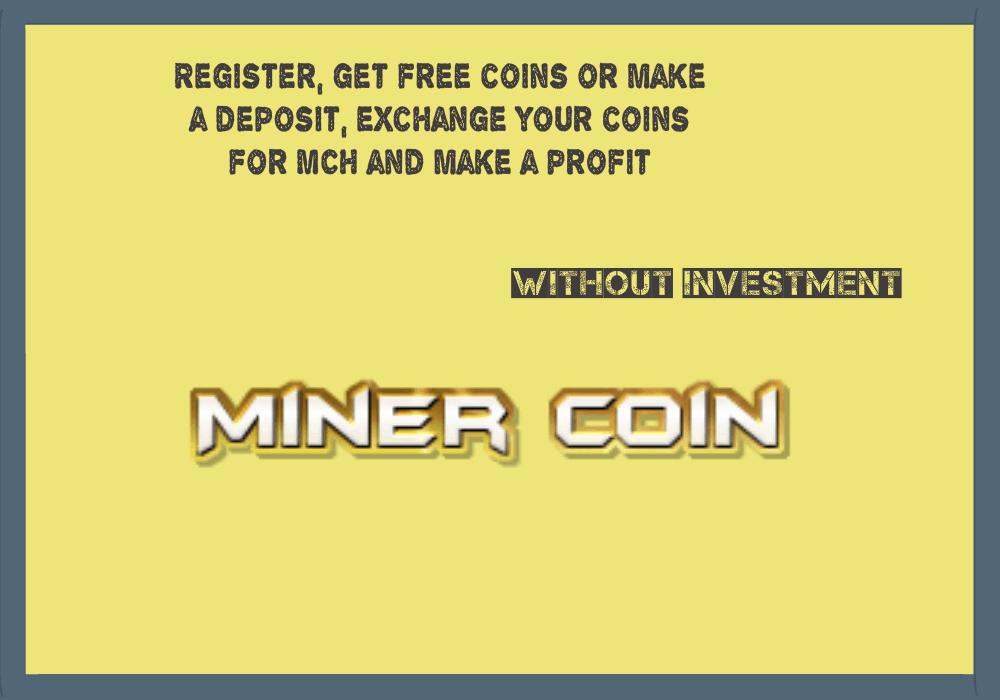 REGISTER, GET FREE COINS OR MAKE
A DEPOSIT, EXCHANGE YOUR COINS
FOR MCH AND MAKE A PROFIT
WITHOUT INVESTMENT
MINER COIN